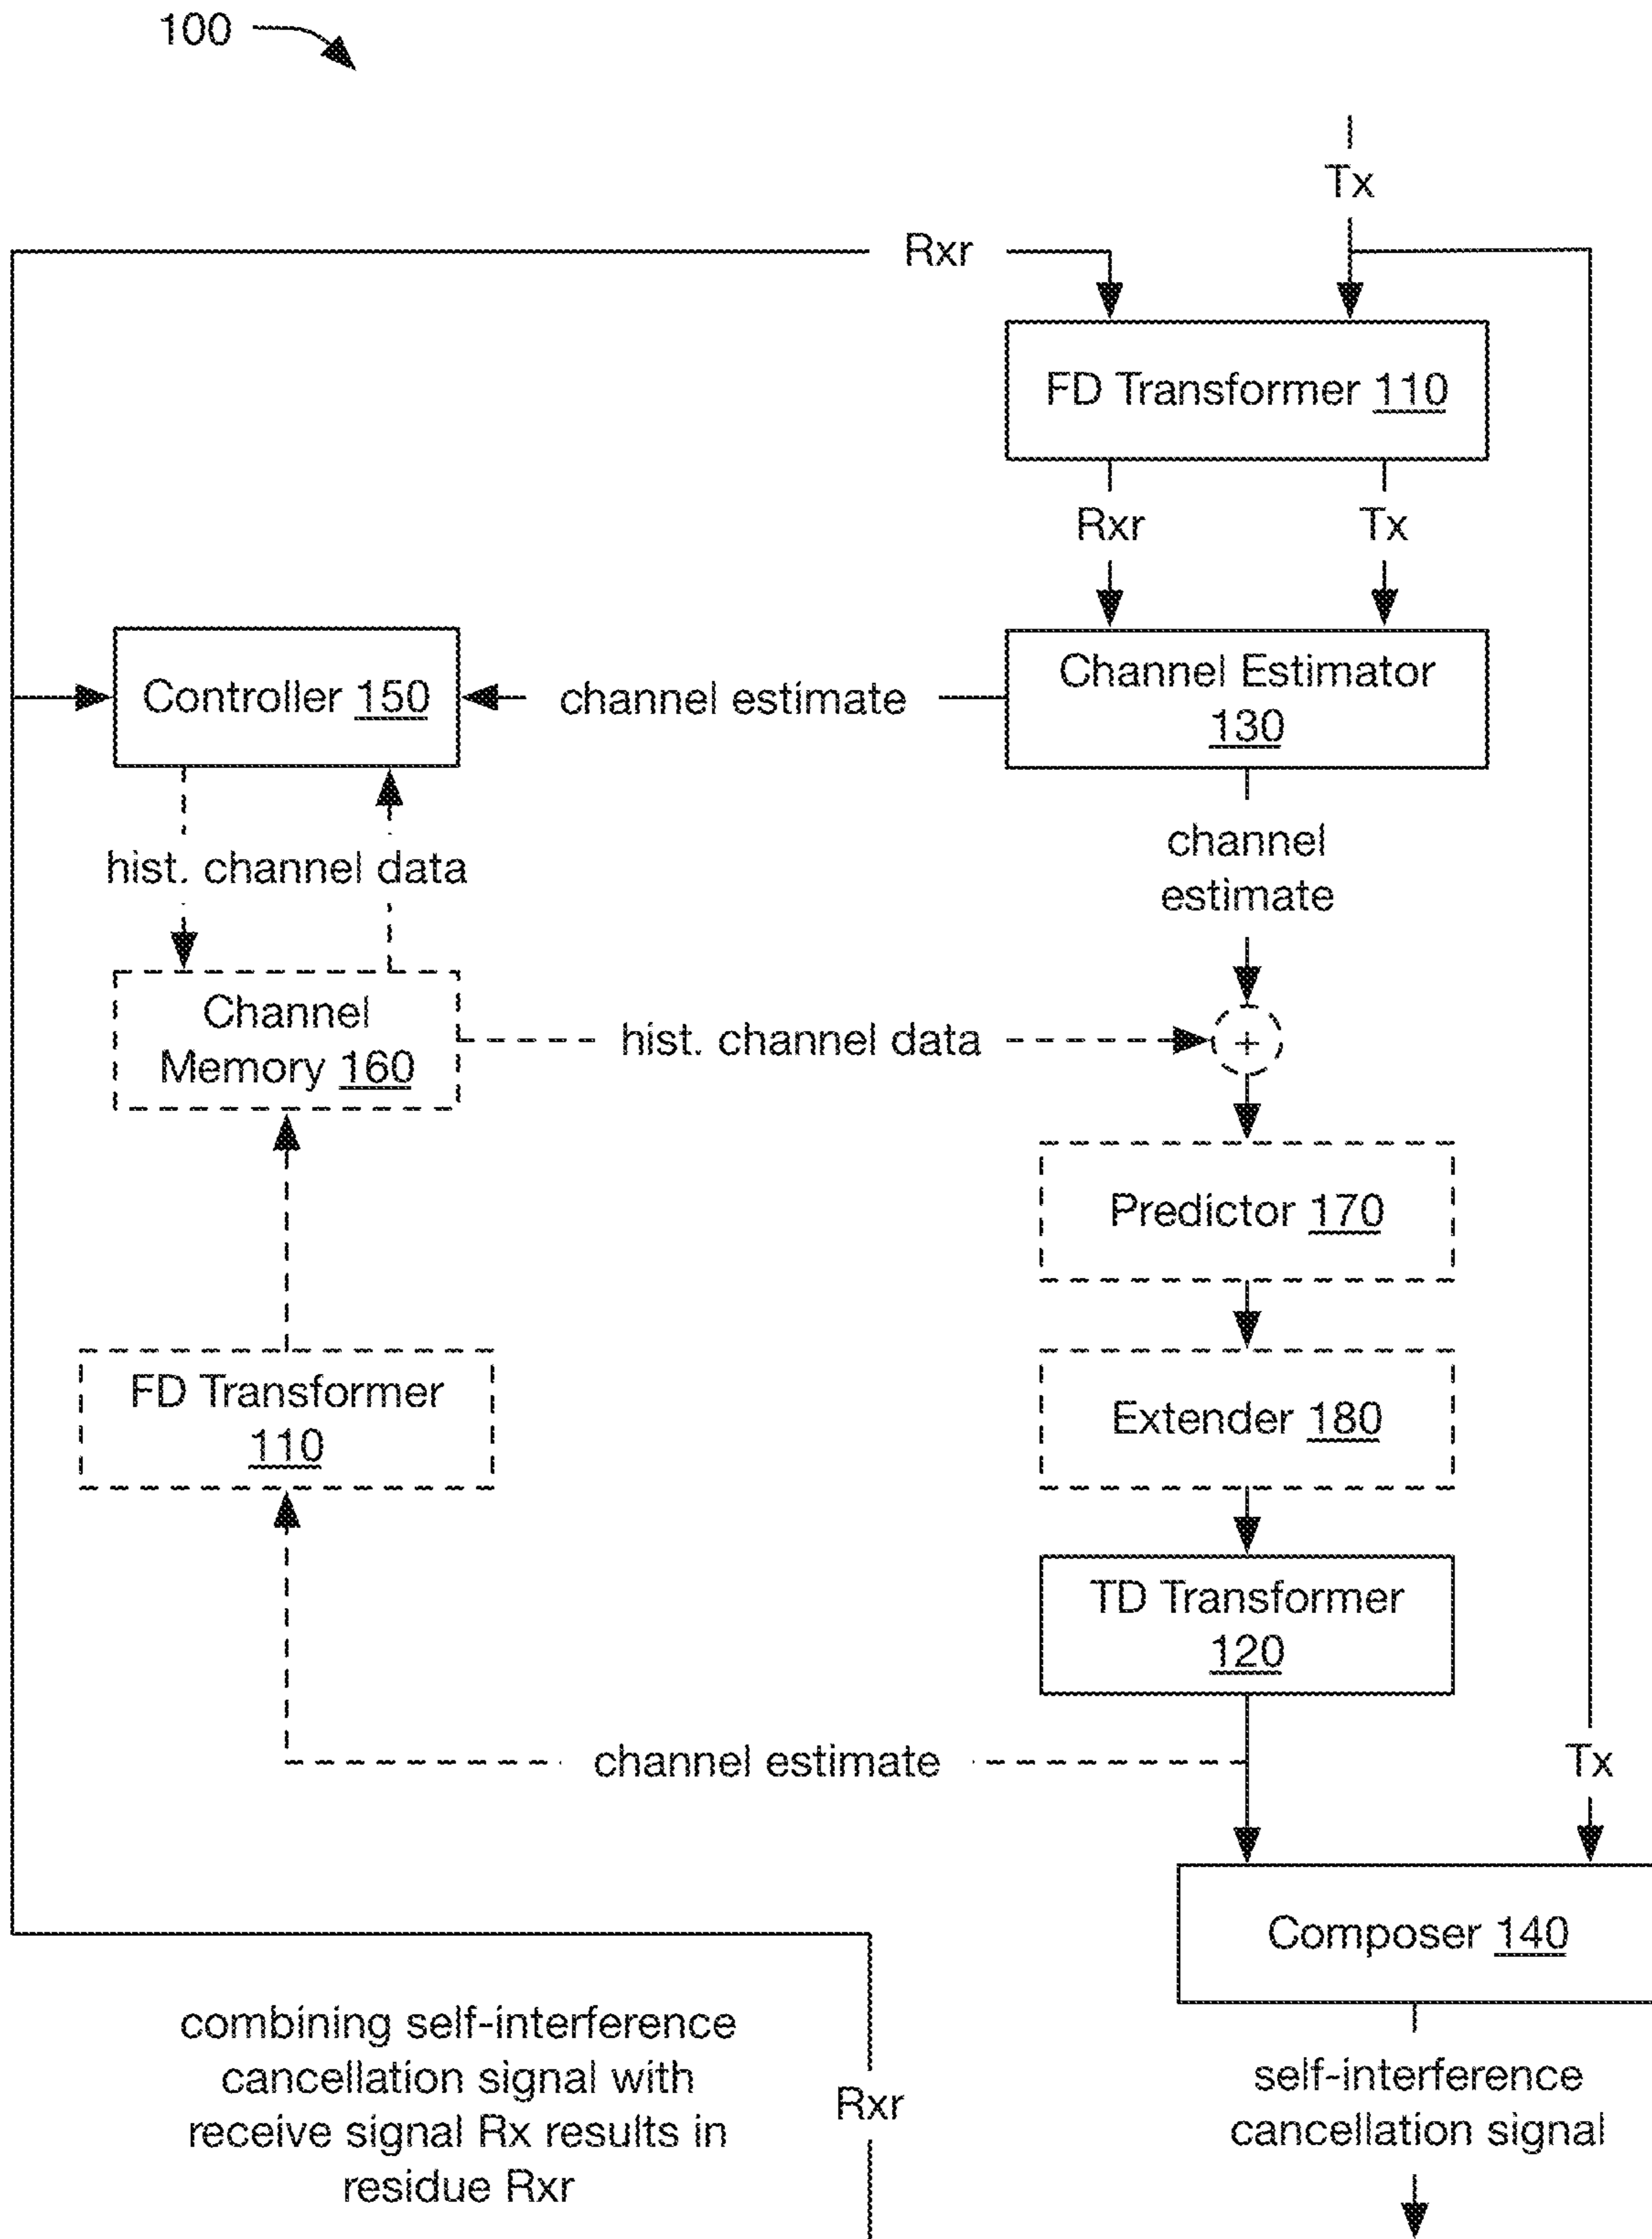 100
Tx
Rxr
FD Transformer 110
Rxr
Tx
Controller 150
channel estimate
Channel Estimator
130
channel
estimate
hist. channel data
Channel
Memory 160
hist. channel data
+
Predictor 170
FD Transformer
110
Extender 180
TD Transformer
120
channel estimate
Tx
Composer 140
combining self-interference
cancellation signal with
receive signal Rx results in
residue Rxr
Rxr
self-interference
cancellation signal